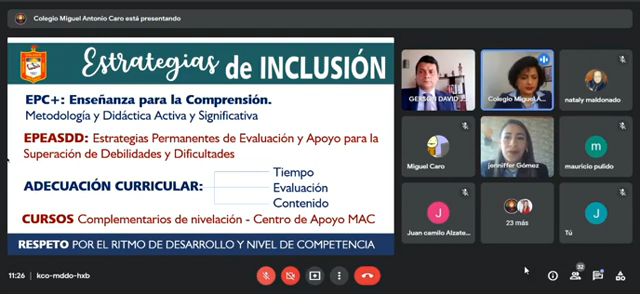 Colegio Miguel Antonio Caro está presentando
Estrategias de INCLUSIÓN
EPC+: Enseñanza para la Comprensión.
Metodología y Didáctica Activa y Significativa
EPEASDD: Estrategias Permanentes de Evaluación y Apoyo para la
Superación de Debilidades y Dificultades
ADECUACIÓN CURRICULAR:
Tiempo
Evaluación
Contenido
CURSOS Complementarios de nivelación - Centro de Apoyo MAC
RESPETO POR EL RITMO DE DESARROLLO Y NIVEL DE COMPETENCIA
GERSON DAVID
Colegio Miguel A...
nataly maldonado
Miguel Caro
jenniffer Gómez
m
mauricio pulido
J
Juan camilo Alzate...
23 más
J
Tú
11:26 kco-mddo-hxb
32